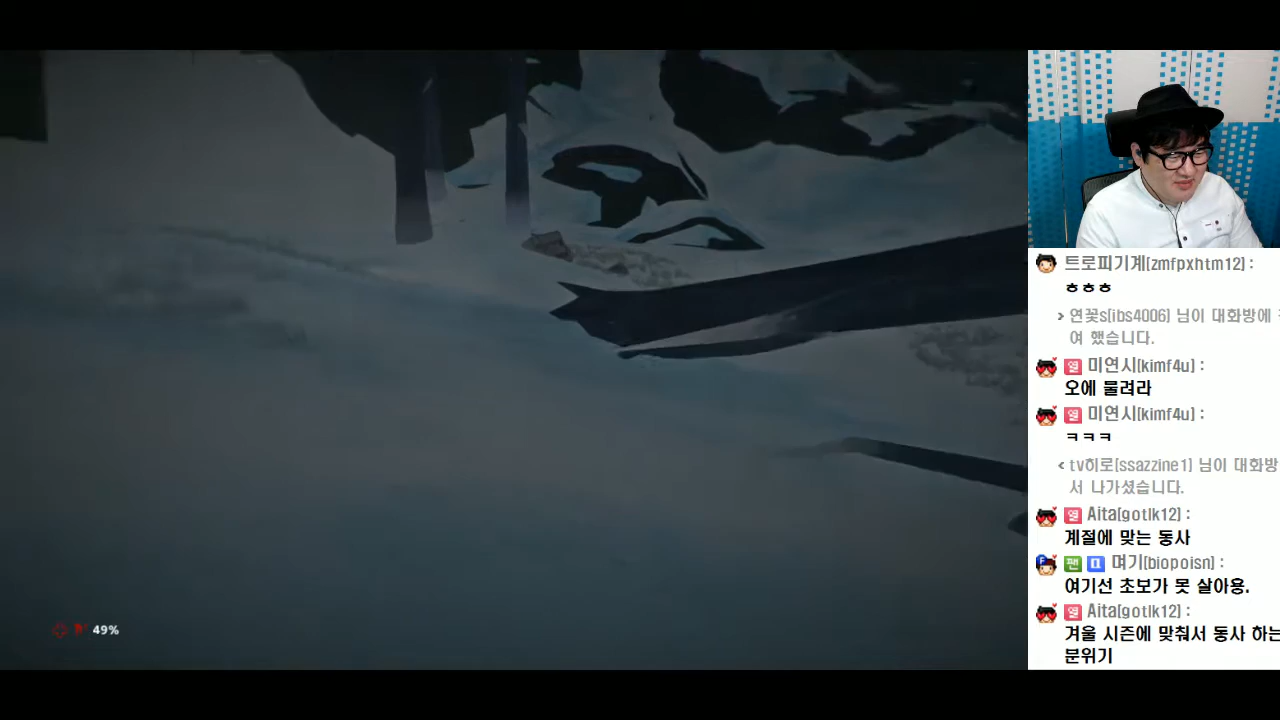 트로피기계[zmfpxhtm12] :
ㅎㅎㅎ
연꽃s[ibs4006] 님이 대화방에
여 했습니다.
열 미연시[kimf4u] :
오에 물려라
열 미연시[kimf4u] :
ㅋㅋㅋ
tv히로[ssazzine1] 님이 대화방
서 나가셨습니다.
열 Aita[gotlk12] :
계절에 맞는 동사
팬 며기[biopoisn] :
여기선 초보가 못 살아용.
열 Aita[gotlk12] :
겨울 시즌에 맞춰서 동사 하는
분위기
49%